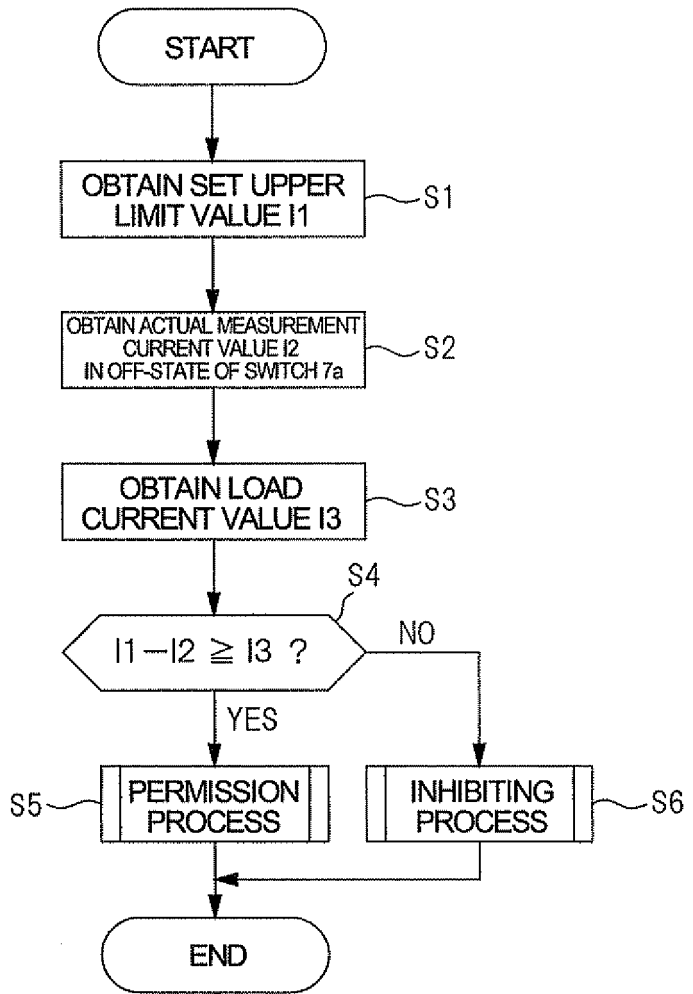 START
OBTAIN SET UPPER
LIMIT VALUE I1
S1
OBTAIN ACTUAL MEASUREMENT
CURRENT VALUE I2
IN OFF-STATE OF SWITCH 7a
S2
OBTAIN LOAD
CURRENT VALUE I3
S3
S4
I1－I2 ≧ I3 ?
NO
YES
S5
PERMISSION
PROCESS
INHIBITING
PROCESS
S6
END